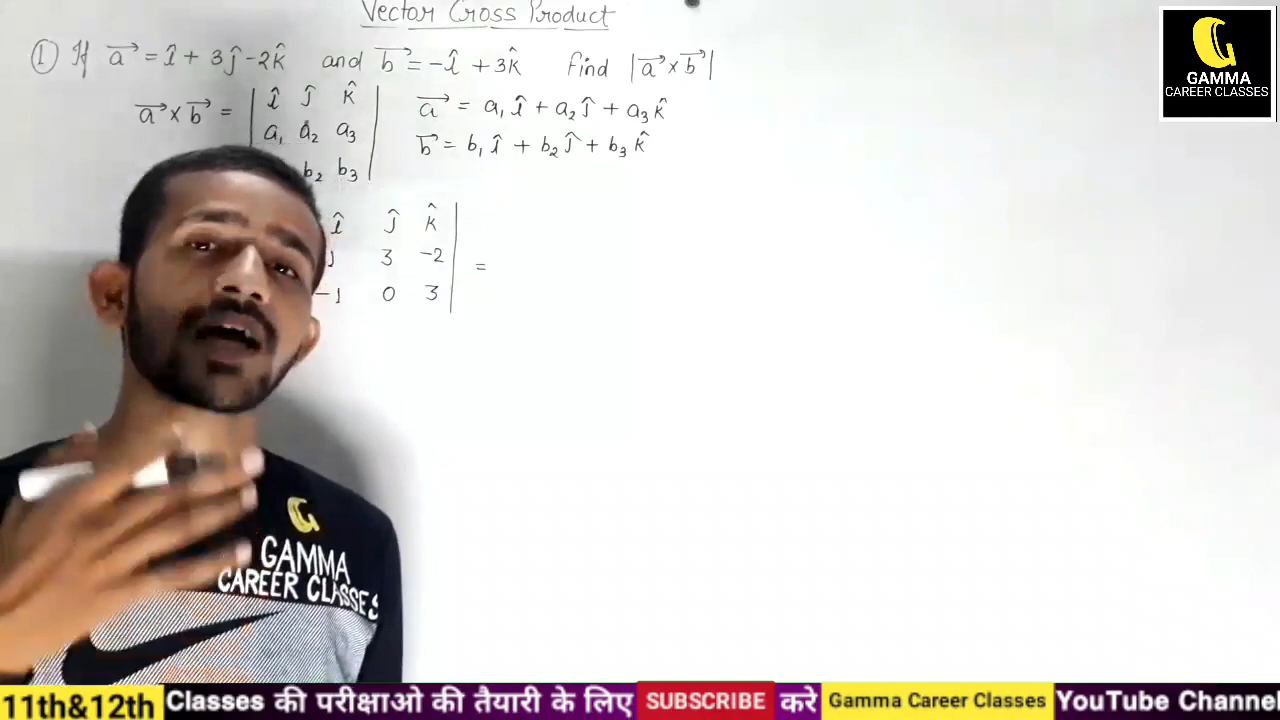 Vector Cross Product
① If a⃗ = î + 3ĵ - 2k̂ and b⃗ = -î + 3k̂ find |a⃗ × b⃗|
a⃗ × b⃗ = | î ĵ k̂ | a⃗ = a₁î + a₂ĵ + a₃k̂
a₁ a₂ a₃
b₂ b₃ | b⃗ = b₁î + b₂ĵ + b₃k̂
î ĵ k̂ |
1 3 -2 | =
-1 0 3 |
GAMMA
CAREER CLASSES
GAMMA
CAREER CLASSES
11th&12th Classes की परीक्षाओ की तैयारी के लिए SUBSCRIBE करे Gamma Career Classes YouTube Channel